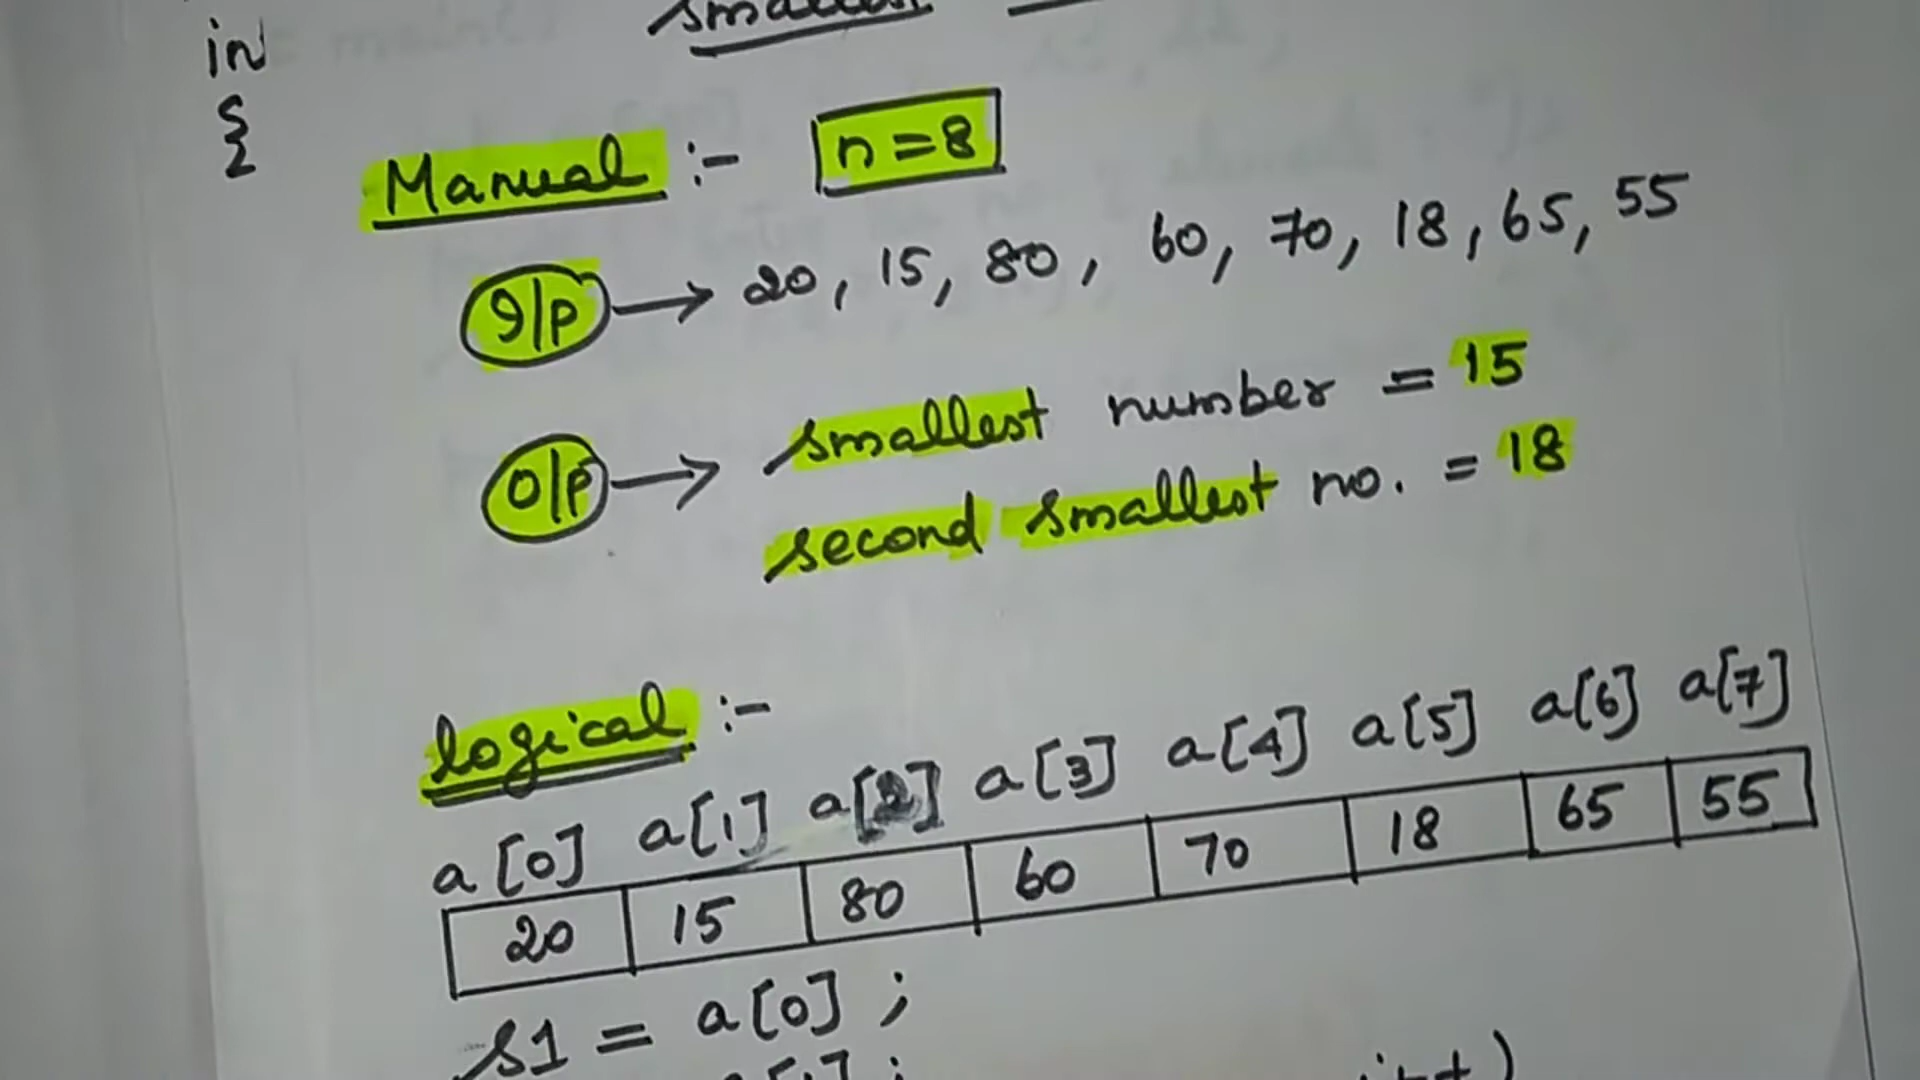 in
smallest
{
Manual :- n=8
I/p → 20, 15, 80, 60, 70, 18, 65, 55
O/p → smallest number = 15
second smallest no. = 18
logical :-
a[0] a[1] a[2] a[3] a[4] a[5] a[6] a[7]
20 15 80 60 70 18 65 55
s1 = a[0] ;